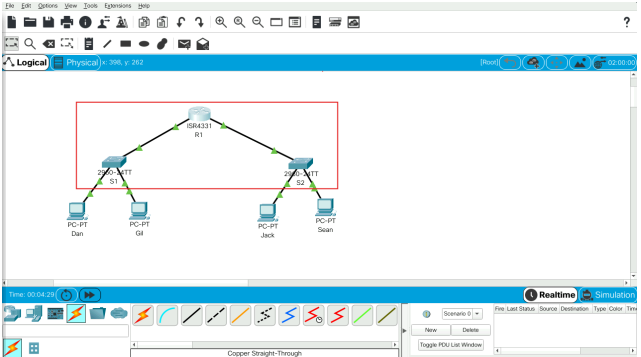 File Edit Options View Tools Extensions Help
?
Logical Physical x: 398, y: 262 [Root] 02:00:00
ISR4331
R1
2960-24TT
S1
2960-24TT
S2
PC-PT
Dan
PC-PT
Gil
PC-PT
Jack
PC-PT
Sean
Time: 00:04:29 Realtime Simulation
Scenario 0
New Delete
Toggle PDU List Window
Fire Last Status Source Destination Type Color Time
Copper Straight-Through